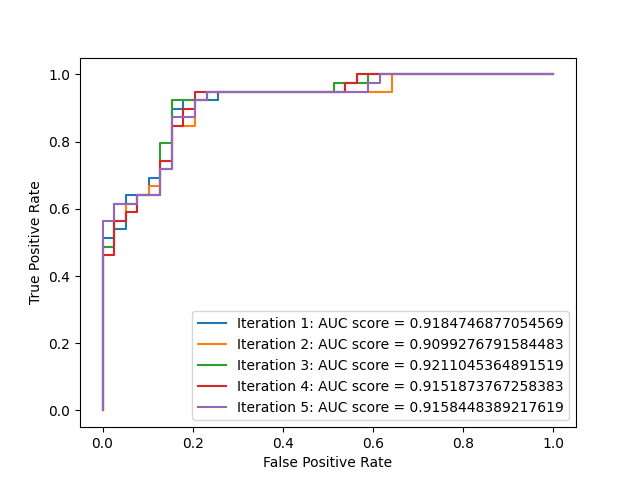 1.0
0.8
0.6
0.4
0.2
0.0
True Positive Rate
Iteration 1: AUC score = 0.9184746877054569
Iteration 2: AUC score = 0.9099276791584483
Iteration 3: AUC score = 0.9211045364891519
Iteration 4: AUC score = 0.9151873767258383
Iteration 5: AUC score = 0.9158448389217619
0.0 0.2 0.4 0.6 0.8 1.0
False Positive Rate